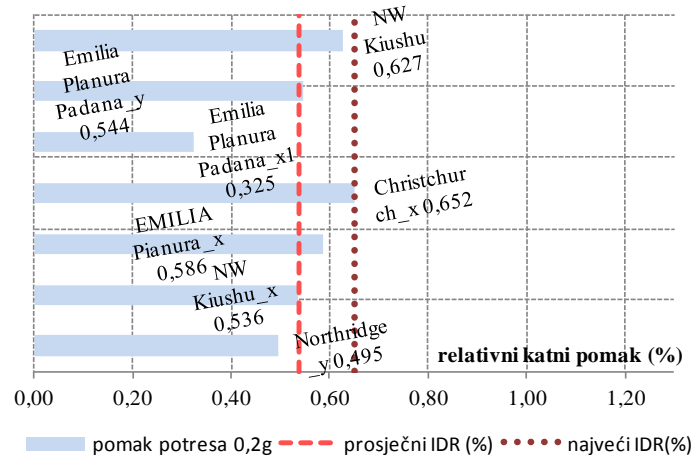 NW
Kiushu
0,627
Emilia
Planura
Padana_y
0,544
Emilia
Planura
Padana_x1
0,325
Christchur
ch_x 0,652
EMILIA
Pianura_x
0,586
NW
Kiushu_x
0,536
Northridge
_y 0,495
relativni katni pomak (%)
0,00 0,20 0,40 0,60 0,80 1,00 1,20
pomak potresa 0,2g prosječni IDR (%) najveći IDR(%)